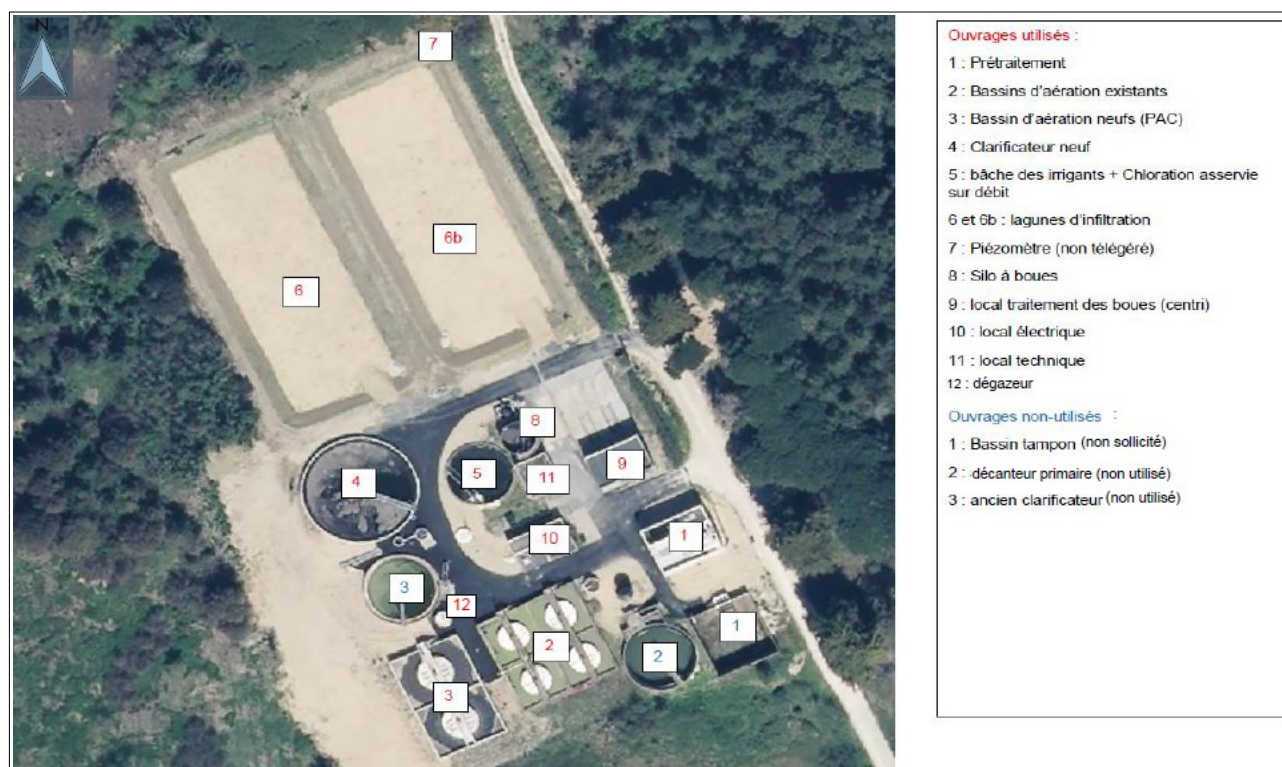 N
7
6b
6
8
4
5
11
9
10
1
3
12
2
1
2
3
Ouvrages utilisés :
1 : Prétraitement
2 : Bassins d'aération existants
3 : Bassin d'aération neufs (PAC)
4 : Clarificateur neuf
5 : bâche des irrigants + Chloration asservie
sur débit
6 et 6b : lagunes d'infiltration
7 : Piézomètre (non télégéré)
8 : Silo à boues
9 : local traitement des boues (centri)
10 : local électrique
11 : local technique
12 : dégazeur
Ouvrages non-utilisés :
1 : Bassin tampon (non sollicité)
2 : décanteur primaire (non utilisé)
3 : ancien clarificateur (non utilisé)